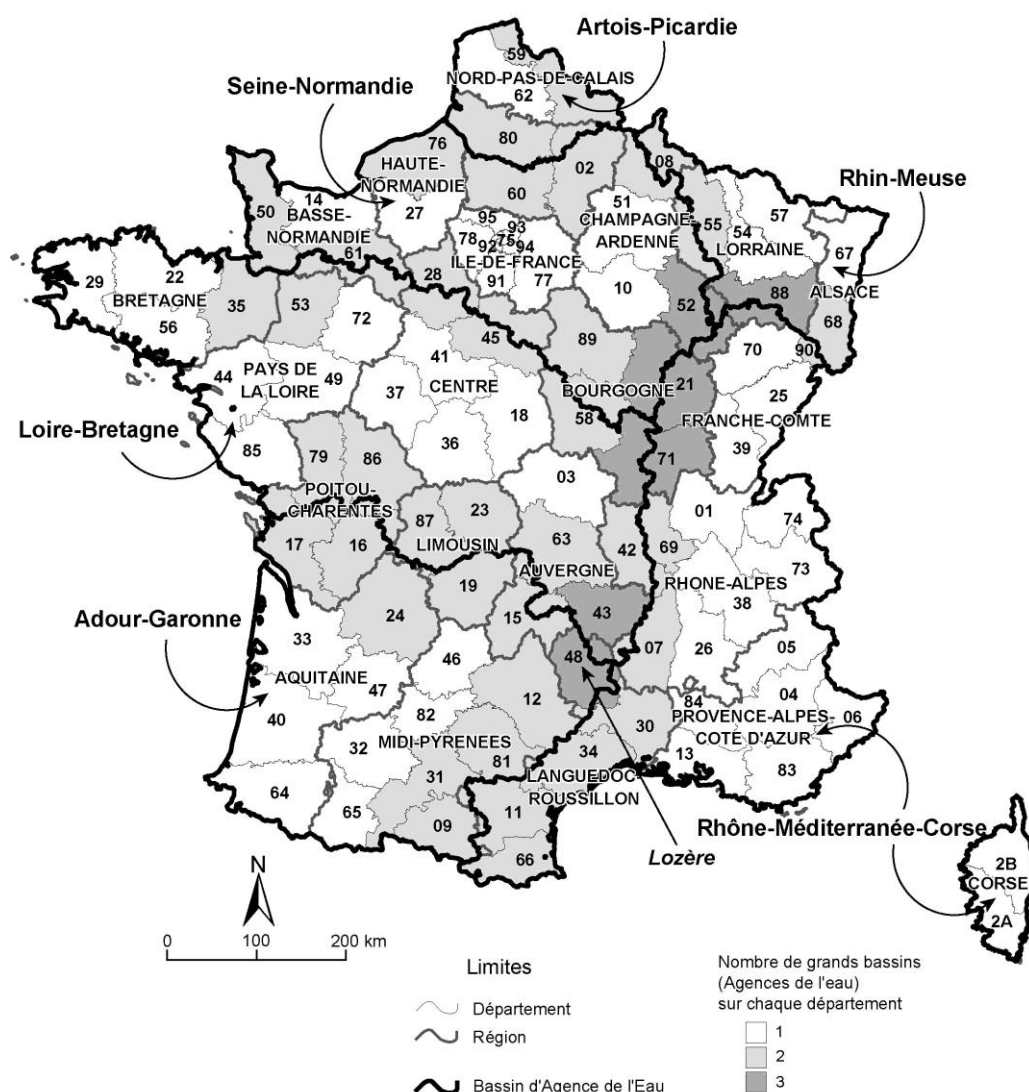 Artois-Picardie
59
NORD-PAS-DE-CALAIS
62
Seine-Normandie
80
76
02
08
HAUTE-
NORMANDIE
60
Rhin-Meuse
50
14
27
51
57
BASSE-
NORMANDIE
95
93
CHAMPAGNE-
ARDENNE
55
54
78
92
75
94
LORRAINE
67
61
ILE-DE-FRANCE
28
91
77
10
52
88
ALSACE
29
22
BRETAGNE
35
53
72
68
56
45
89
70
90
41
44
PAYS DE
LA LOIRE
49
37
CENTRE
BOURGOGNE
21
25
18
58
FRANCHE-COMTE
Loire-Bretagne
85
36
71
39
79
86
03
POITOU-
CHARENTES
01
74
87
23
17
16
LIMOUSIN
63
42
69
AUVERGNE
RHONE-ALPES
73
19
38
Adour-Garonne
24
15
43
33
48
07
26
05
46
AQUITAINE
47
12
04
82
84
40
30
PROVENCE-ALPES-
COTE D'AZUR
06
32
MIDI-PYRENEES
34
13
81
83
31
LANGUEDOC-
ROUSSILLON
64
65
09
11
Rhône-Méditerranée-Corse
66
Lozère
2B
CORSE
2A
N
0 100 200 km
Limites
Département
Région
Bassin d'Agence de l'Eau
Nombre de grands bassins
(Agences de l'eau)
sur chaque département
1
2
3